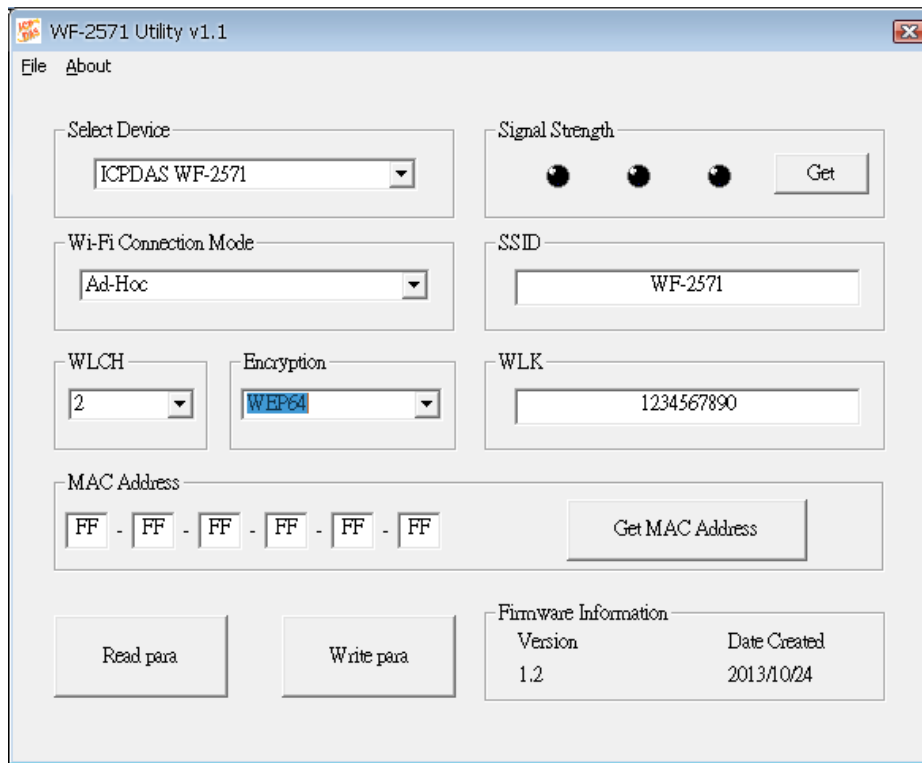 ICP DAS
WF-2571 Utility v1.1
File About
Select Device
ICPDAS WF-2571
Signal Strength
Get
Wi-Fi Connection Mode
Ad-Hoc
SSID
WF-2571
WLCH
2
Encryption
WEP64
WLK
1234567890
MAC Address
FF - FF - FF - FF - FF - FF
Get MAC Address
Read para
Write para
Firmware Information
Version Date Created
1.2 2013/10/24